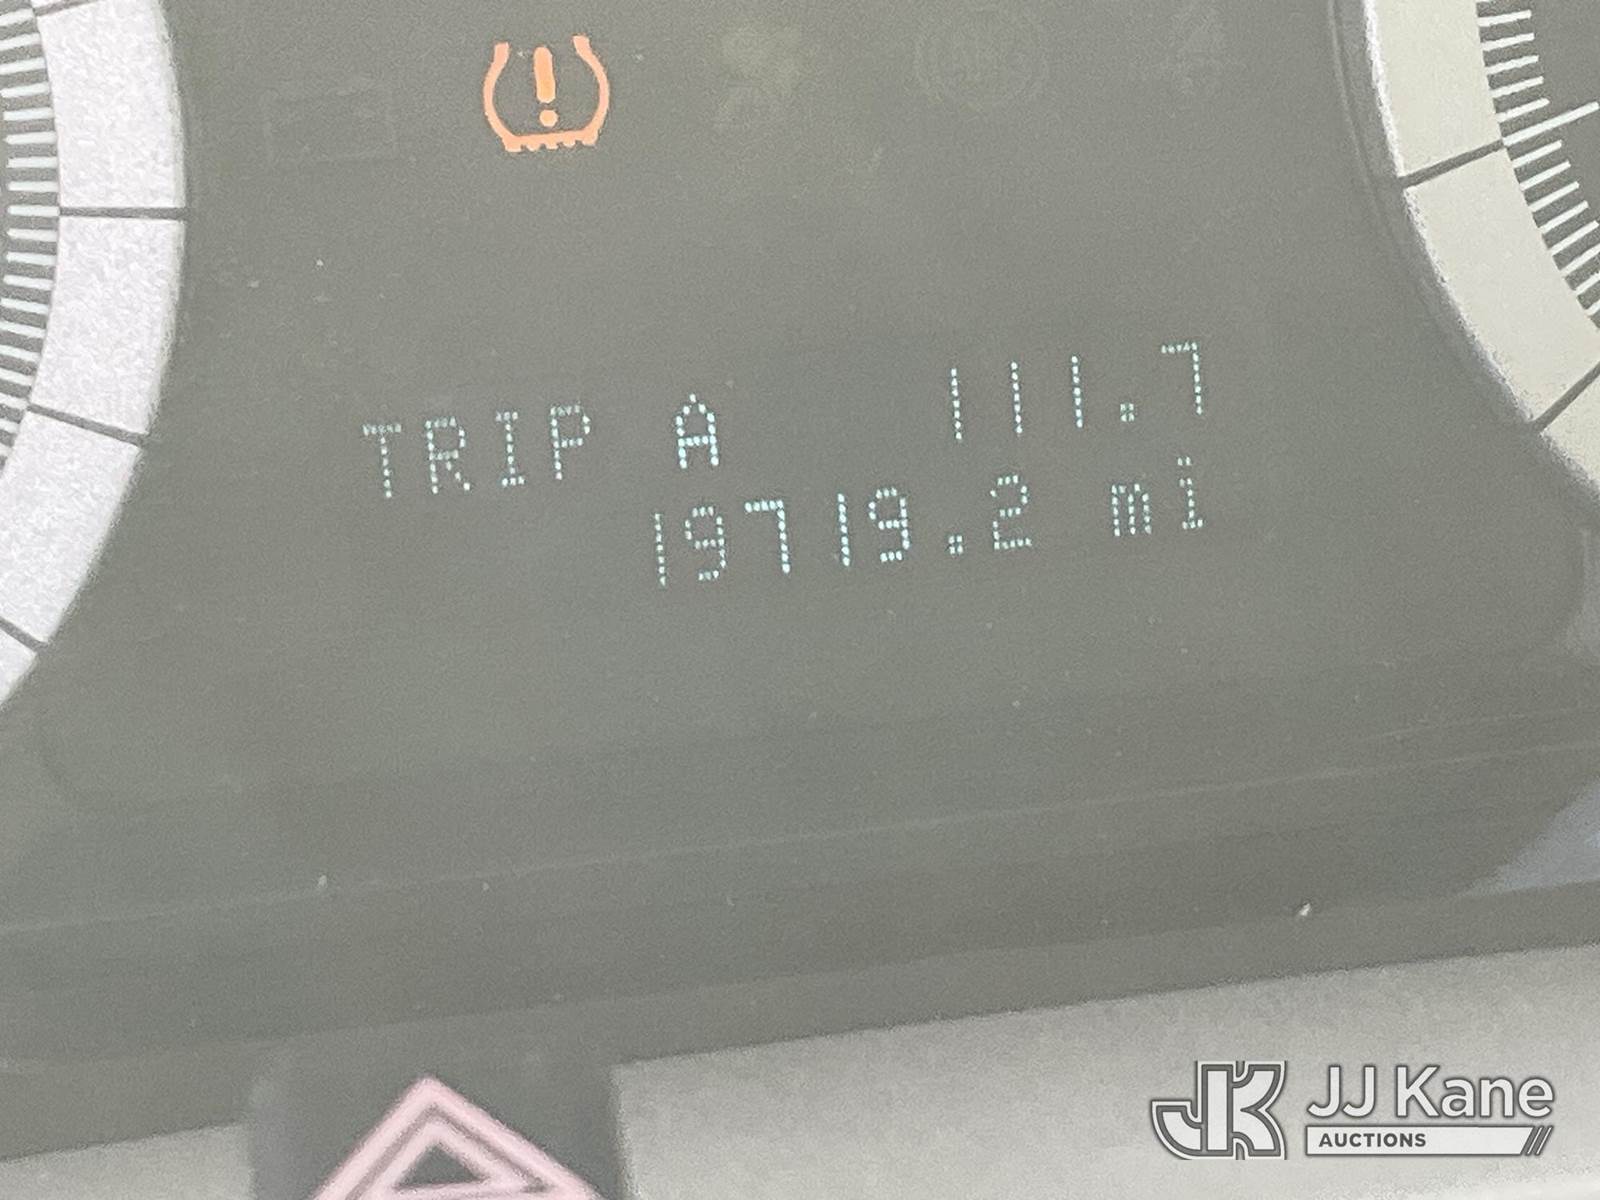 TRIP A 111.7
19719.2 mi
JJ Kane
AUCTIONS